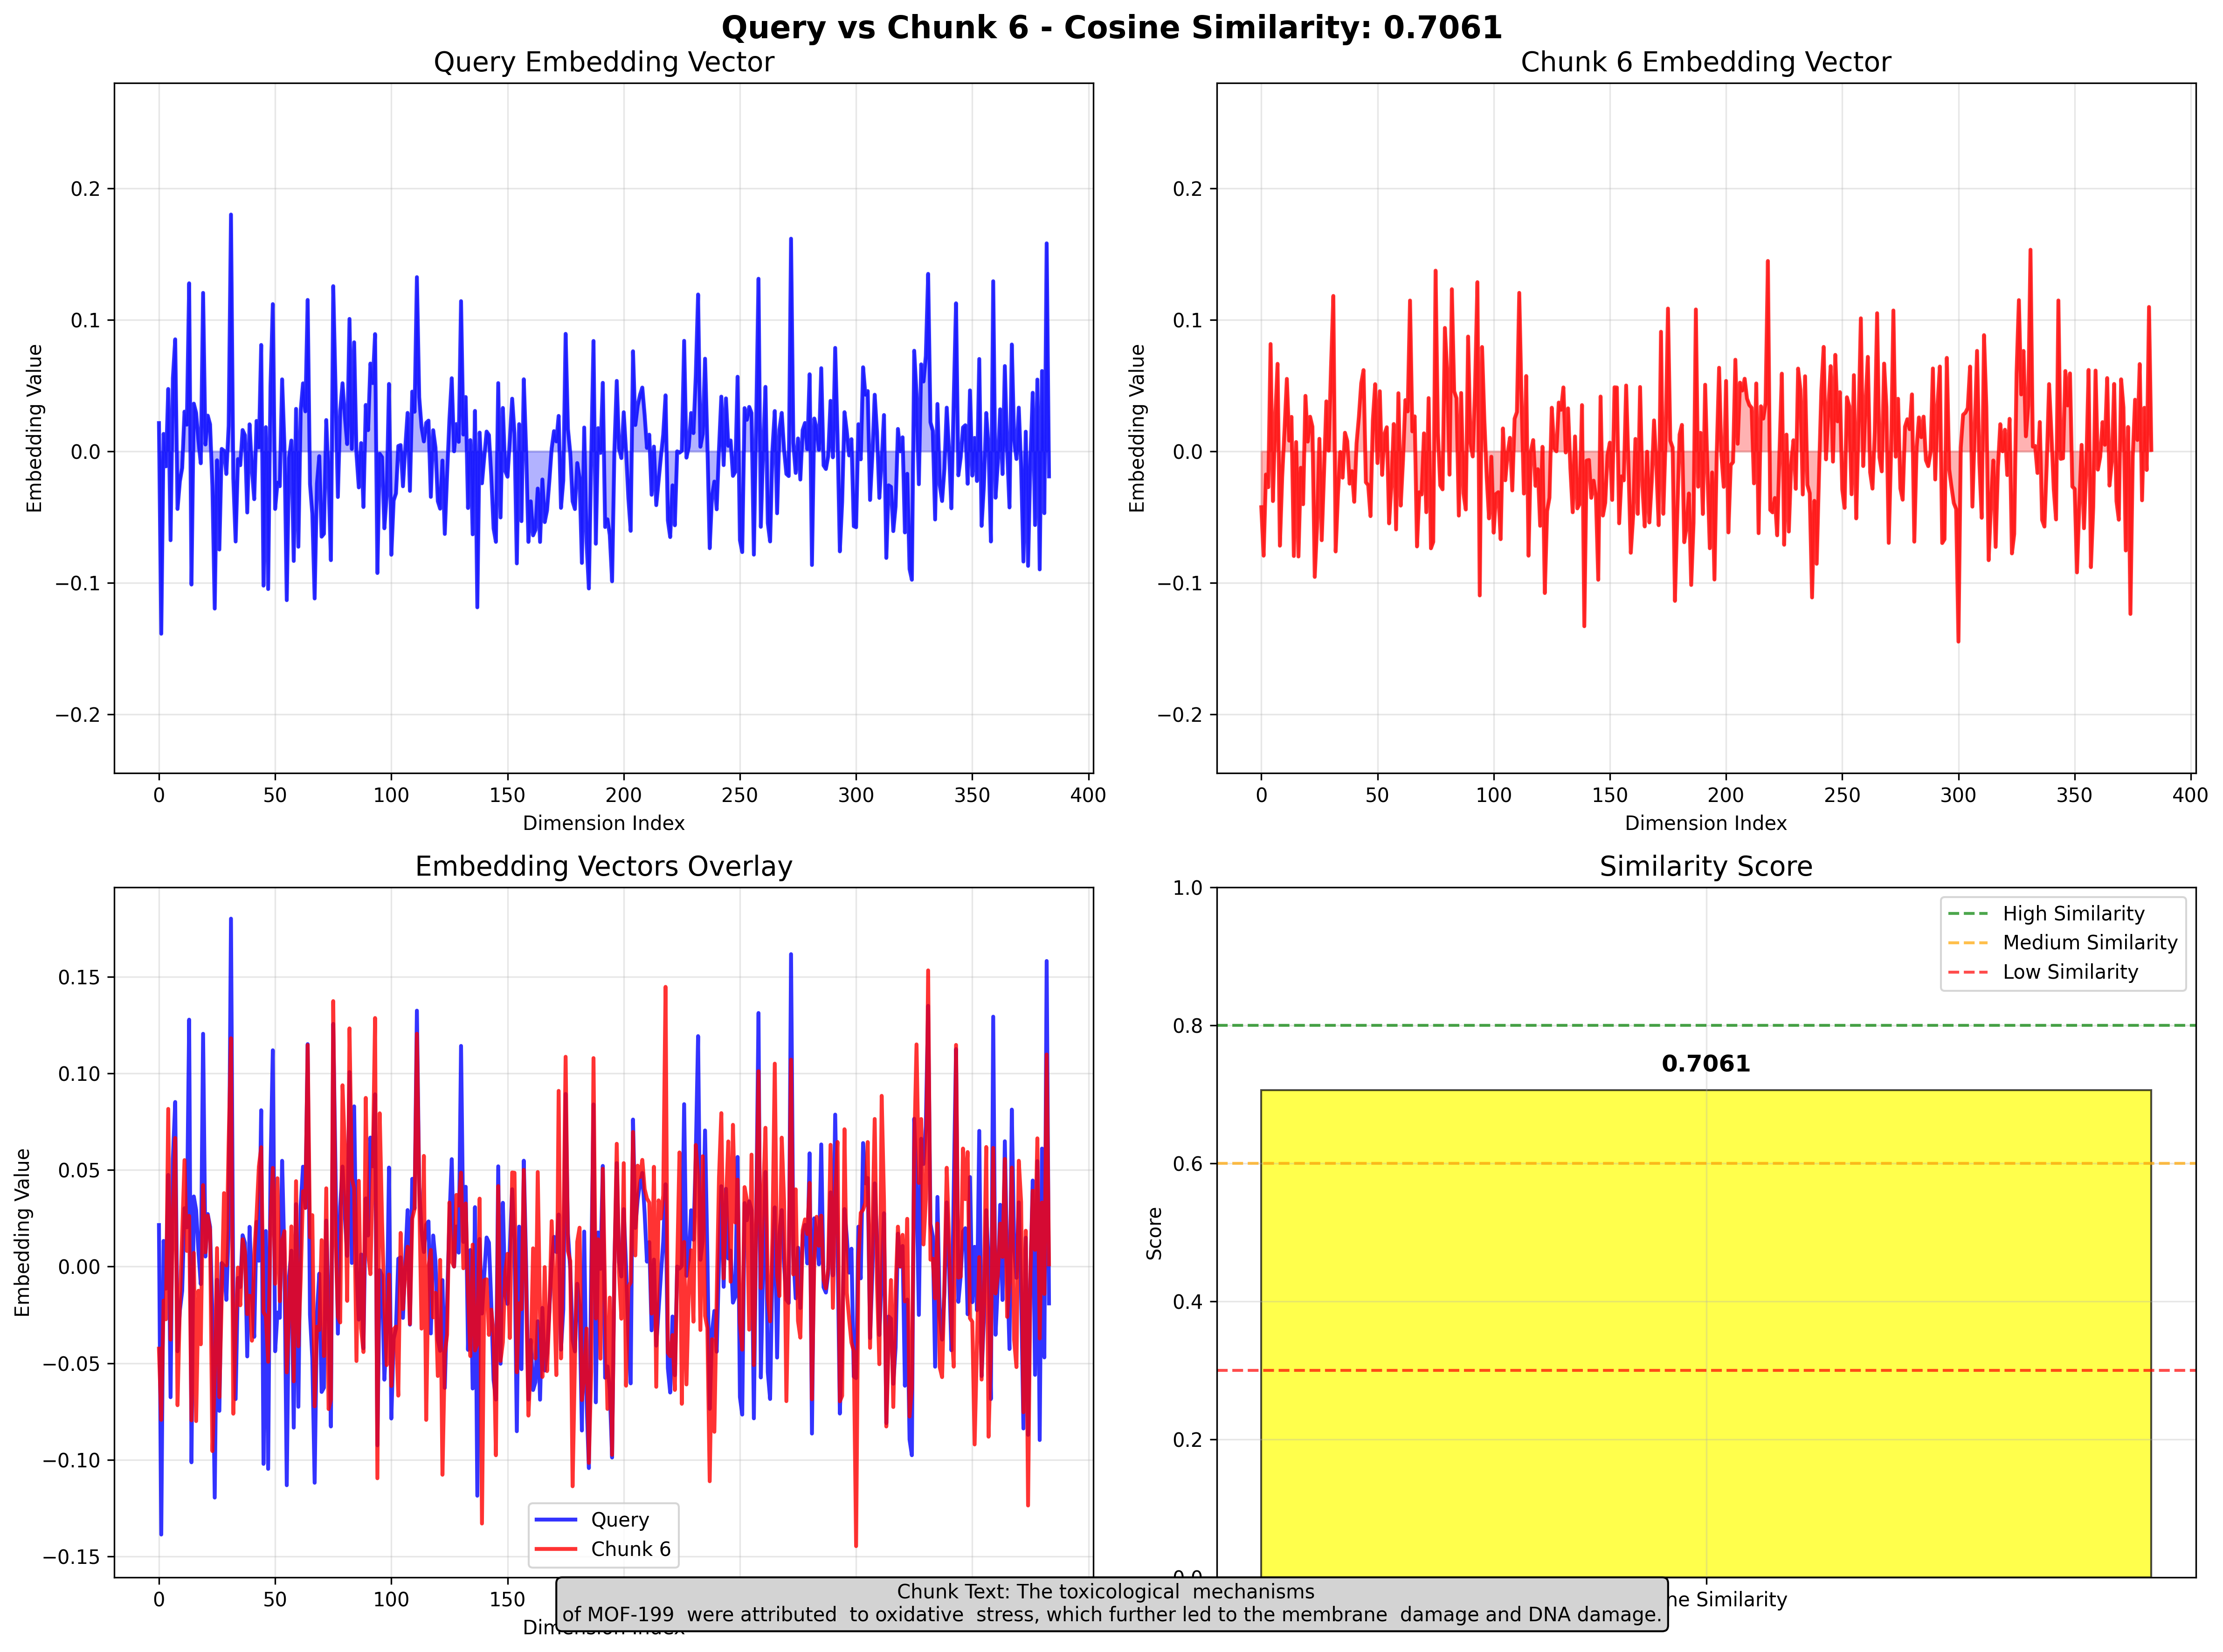 Query vs Chunk 6 - Cosine Similarity: 0.7061
Query Embedding Vector
Embedding Value
0.2
0.1
0.0
−0.1
−0.2
0 50 100 150 200 250 300 350 400
Dimension Index
Chunk 6 Embedding Vector
Embedding Value
0.2
0.1
0.0
−0.1
−0.2
0 50 100 150 200 250 300 350 400
Dimension Index
Embedding Vectors Overlay
Embedding Value
0.15
0.10
0.05
0.00
−0.05
−0.10
−0.15
Query
Chunk 6
0 50 100 150
Similarity Score
Score
1.0
0.8
0.6
0.4
0.2
High Similarity
Medium Similarity
Low Similarity
0.7061
Similarity
Chunk Text: The toxicological  mechanisms
of MOF-199  were attributed  to oxidative  stress, which further led to the membrane  damage and DNA damage.